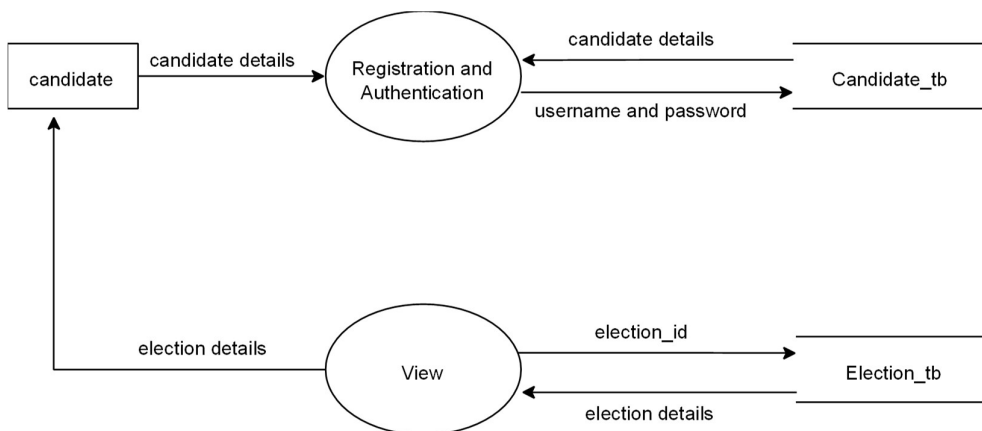 candidate
candidate details
Registration and
Authentication
candidate details
username and password
Candidate_tb
election details
View
election_id
election details
Election_tb